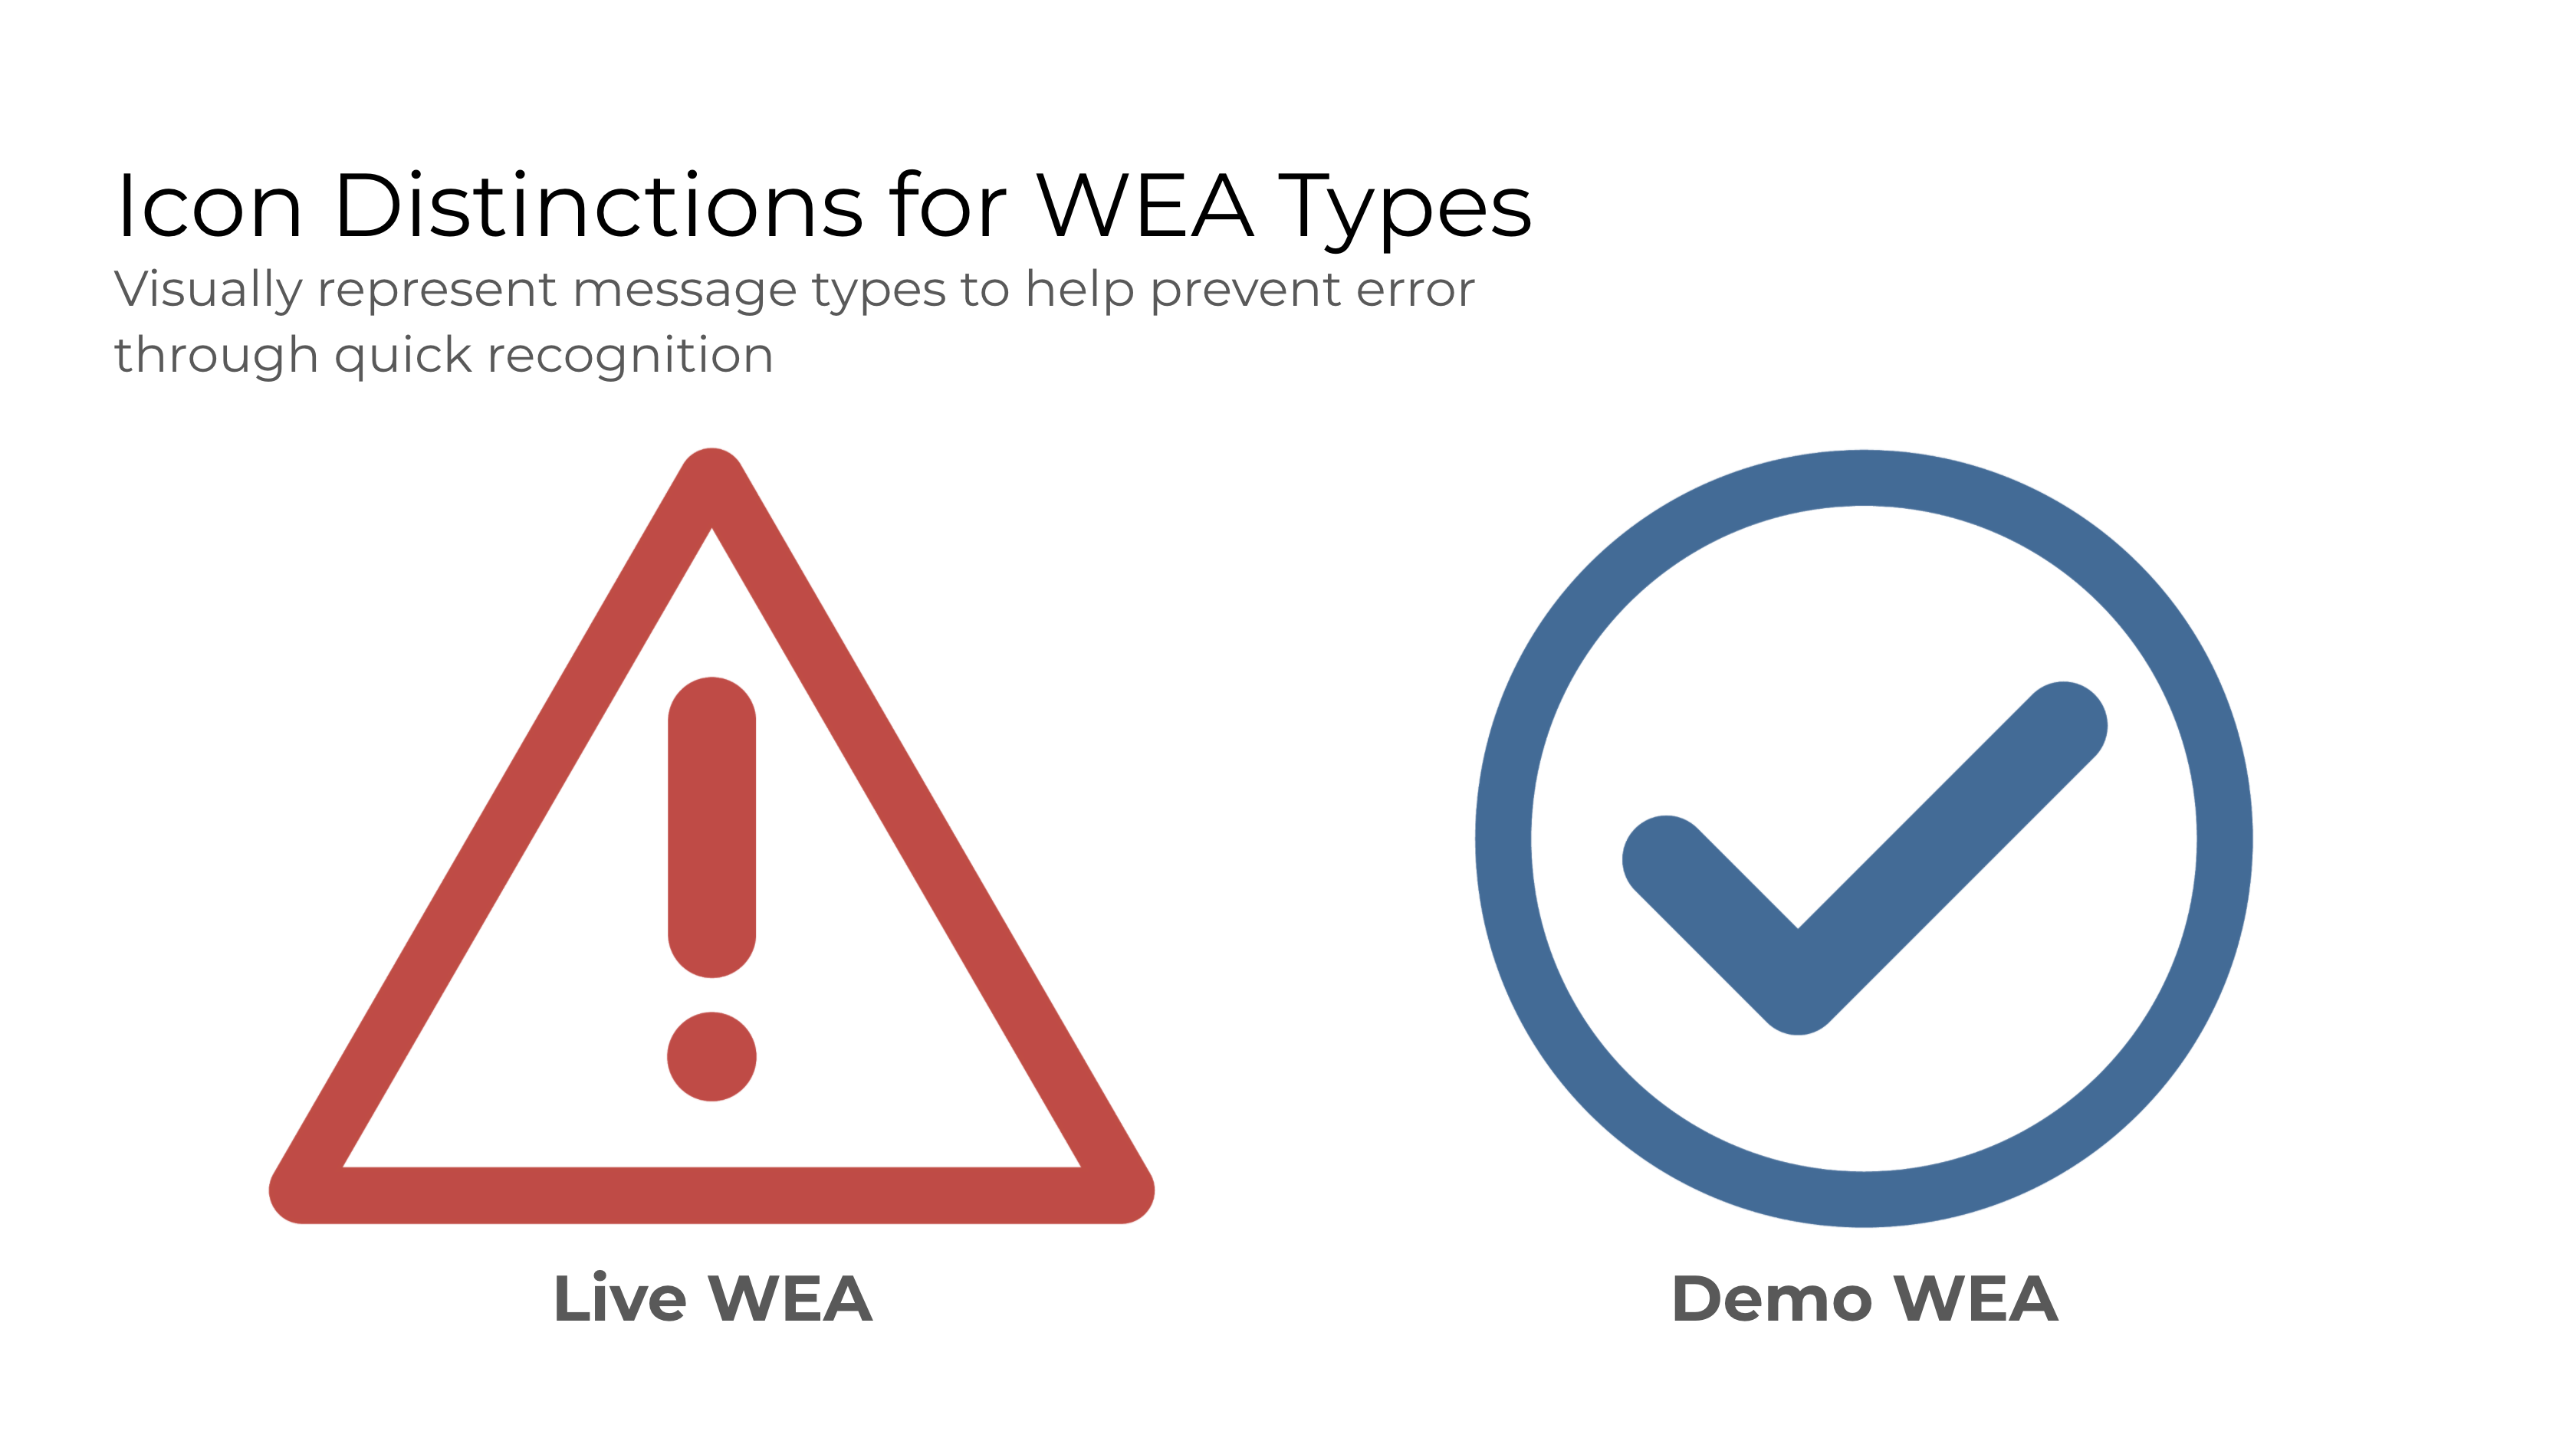 Icon Distinctions for WEA Types
Visually represent message types to help prevent error
through quick recognition
Live WEA
Demo WEA